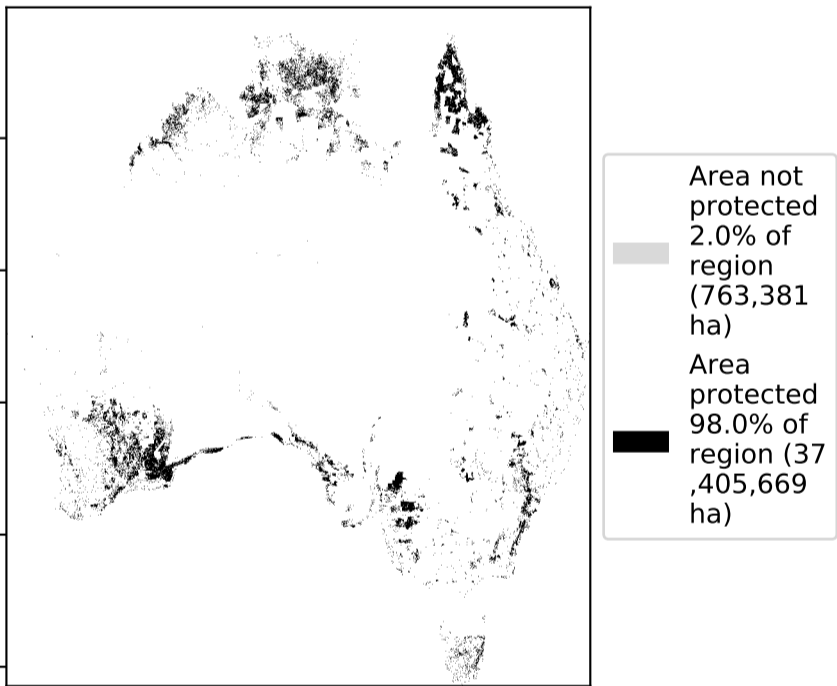 Area not
protected
2.0% of
region
(763,381
ha)
Area
protected
98.0% of
region (37
,405,669
ha)